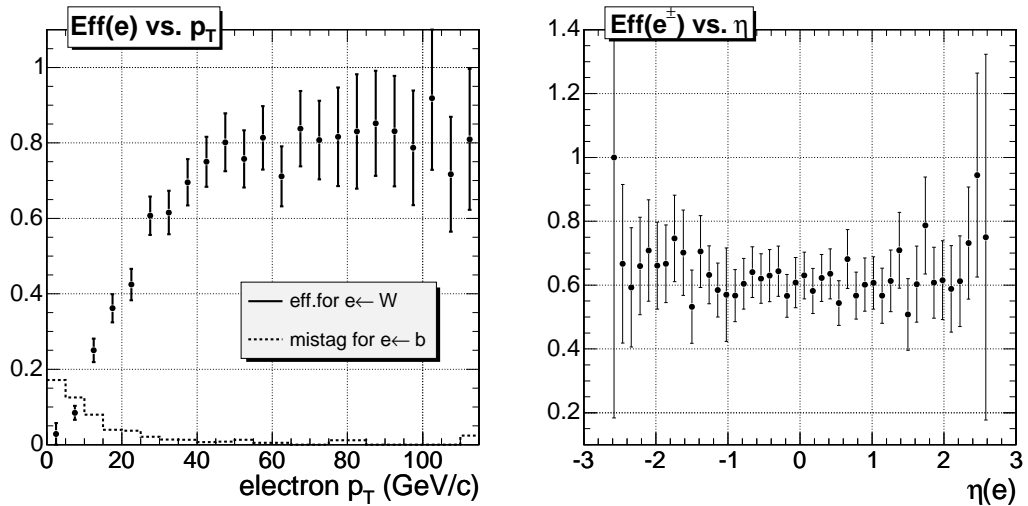 Eff(e) vs. p_T
1
0.8
0.6
0.4
0.2
0
eff.for e← W
mistag for e← b
0 20 40 60 80 100
electron p_T (GeV/c)
Eff(e^±) vs. η
1.4
1.2
1
0.8
0.6
0.4
0.2
-3 -2 -1 0 1 2 3
η(e)